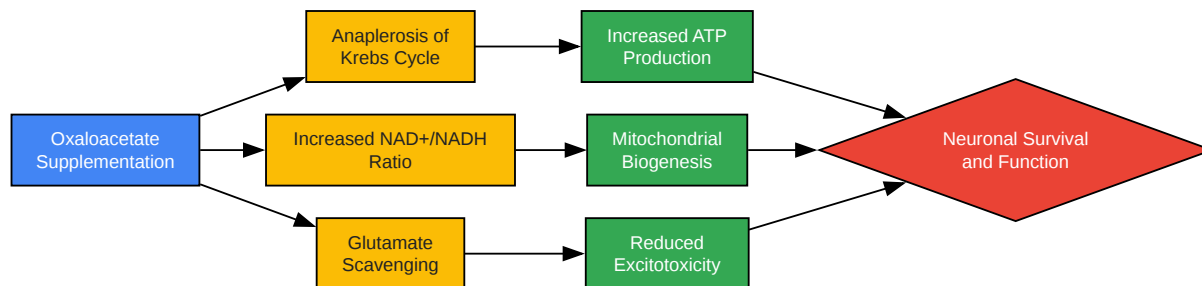 Oxaloacetate
Supplementation
Anaplerosis of
Krebs Cycle
Increased ATP
Production
Increased NAD+/NADH
Ratio
Mitochondrial
Biogenesis
Glutamate
Scavenging
Reduced
Excitotoxicity
Neuronal Survival
and Function